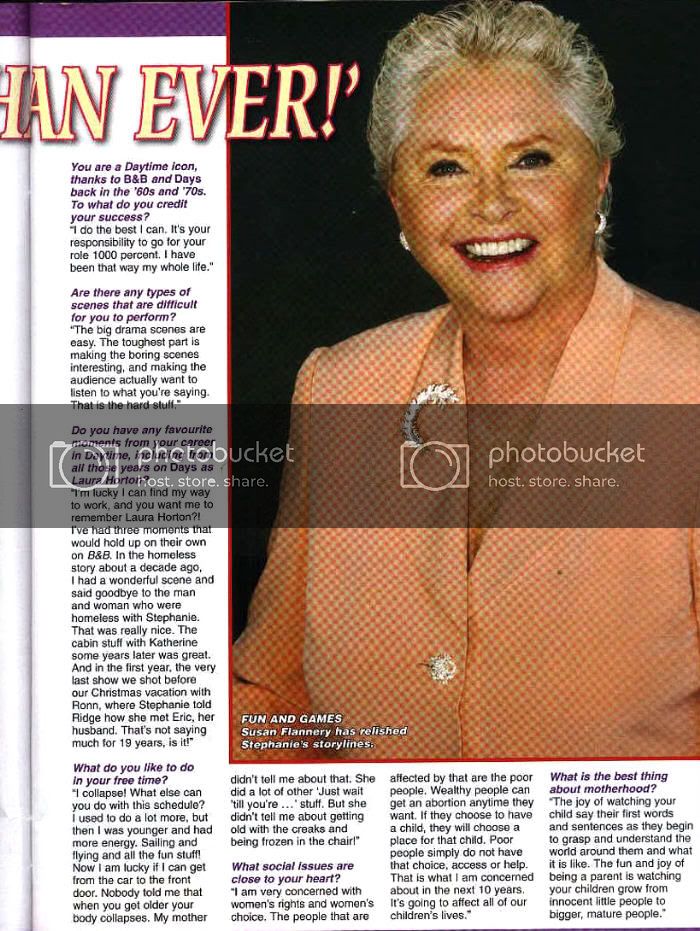 HAN EVER!'
You are a Daytime icon,
thanks to B&B and Days
back in the '60s and '70s.
To what do you credit
your success?
"I do the best I can. It's your
responsibility to go for your
role 1000 percent. I have
been that way my whole life."
Are there any types of
scenes that are difficult
for you to perform?
"The big drama scenes are
easy. The toughest part is
making the boring scenes
interesting, and making the
audience actually want to
listen to what you're saying.
That is the hard stuff."
Do you have any favourite
moments from your career
in Daytime, including from
all those years on Days as
Laura Horton?
"I'm lucky I can find my way
to work, and you want me to
remember Laura Horton?!
I've had three moments that
would hold up on their own
on B&B. In the homeless
story about a decade ago,
I had a wonderful scene and
said goodbye to the man
and woman who were
homeless with Stephanie.
That was really nice. The
cabin stuff with Katherine
some years later was great.
And in the first year, the very
last show we shot before
our Christmas vacation with
Ronn, where Stephanie told
Ridge how she met Eric, her
husband. That's not saying
much for 19 years, is it!"
What do you like to do
in your free time?
"I collapse! What else can
you do with this schedule?
I used to do a lot more, but
then I was younger and had
more energy. Sailing and
flying and all the fun stuff!
Now I am lucky if I can get
from the car to the front
door. Nobody told me that
when you get older your
body collapses. My mother
didn't tell me about that. She
did a lot of other 'Just wait
'till you're ...' stuff. But she
didn't tell me about getting
old with the creaks and
being frozen in the chair!"
What social issues are
close to your heart?
"I am very concerned with
women's rights and women's
choice. The people that are
affected by that are the poor
people. Wealthy people can
get an abortion anytime they
want. If they choose to have
a child, they will choose a
place for that child. Poor
people simply do not have
that choice, access or help.
That is what I am concerned
about in the next 10 years.
It's going to affect all of our
children's lives."
What is the best thing
about motherhood?
"The joy of watching your
child say their first words
and sentences as they begin
to grasp and understand the
world around them and what
it is like. The fun and joy of
being a parent is watching
your children grow from
innocent little people to
bigger, mature people."
FUN AND GAMES
Susan Flannery has relished
Stephanie's storylines.
photobucket
host. store. share.
photobucket
host. store. share.